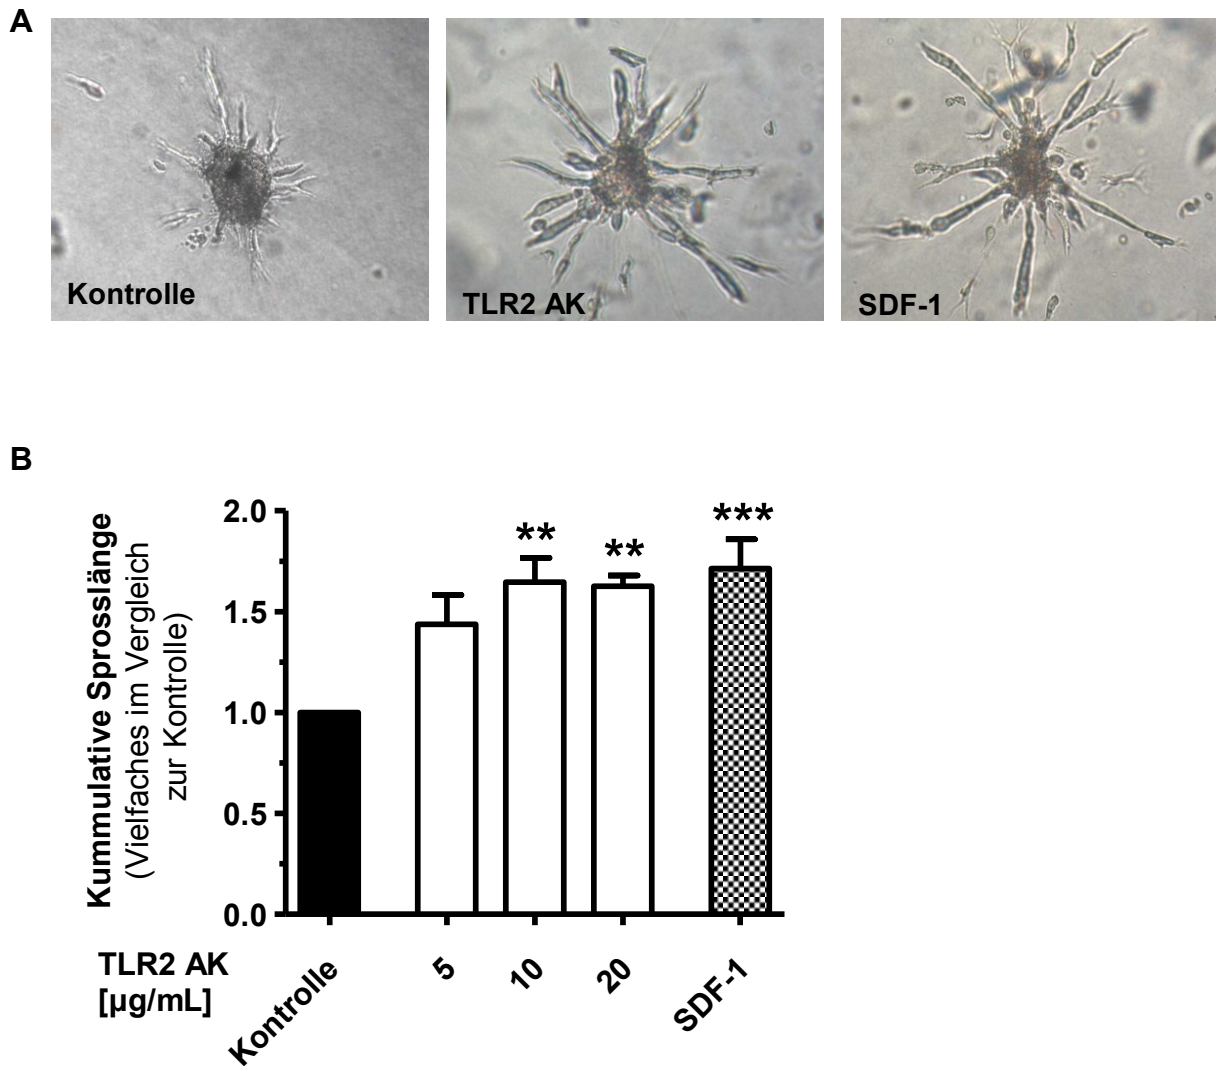 A
Kontrolle
TLR2 AK
SDF-1
B
Kummulative Sprosslänge
(Vielfaches im Vergleich
zur Kontrolle)
2.0
1.5
1.0
0.5
0.0
**
**
***
TLR2 AK
[µg/mL]
Kontrolle
5
10
20
SDF-1